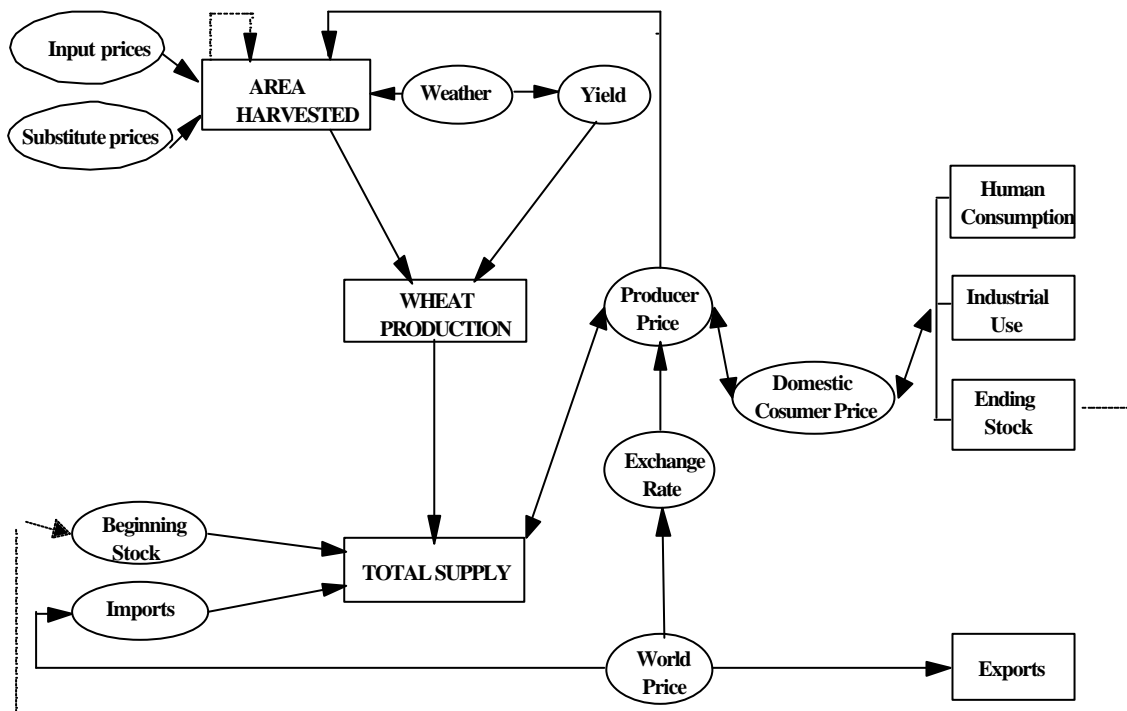 Input prices
AREA
HARVESTED
Weather
Yield
Substitute prices
Human
Consumption
WHEAT
PRODUCTION
Producer
Price
Industrial
Use
Domestic
Cosumer Price
Ending
Stock
Exchange
Rate
Beginning
Stock
TOTAL SUPPLY
Imports
World
Price
Exports